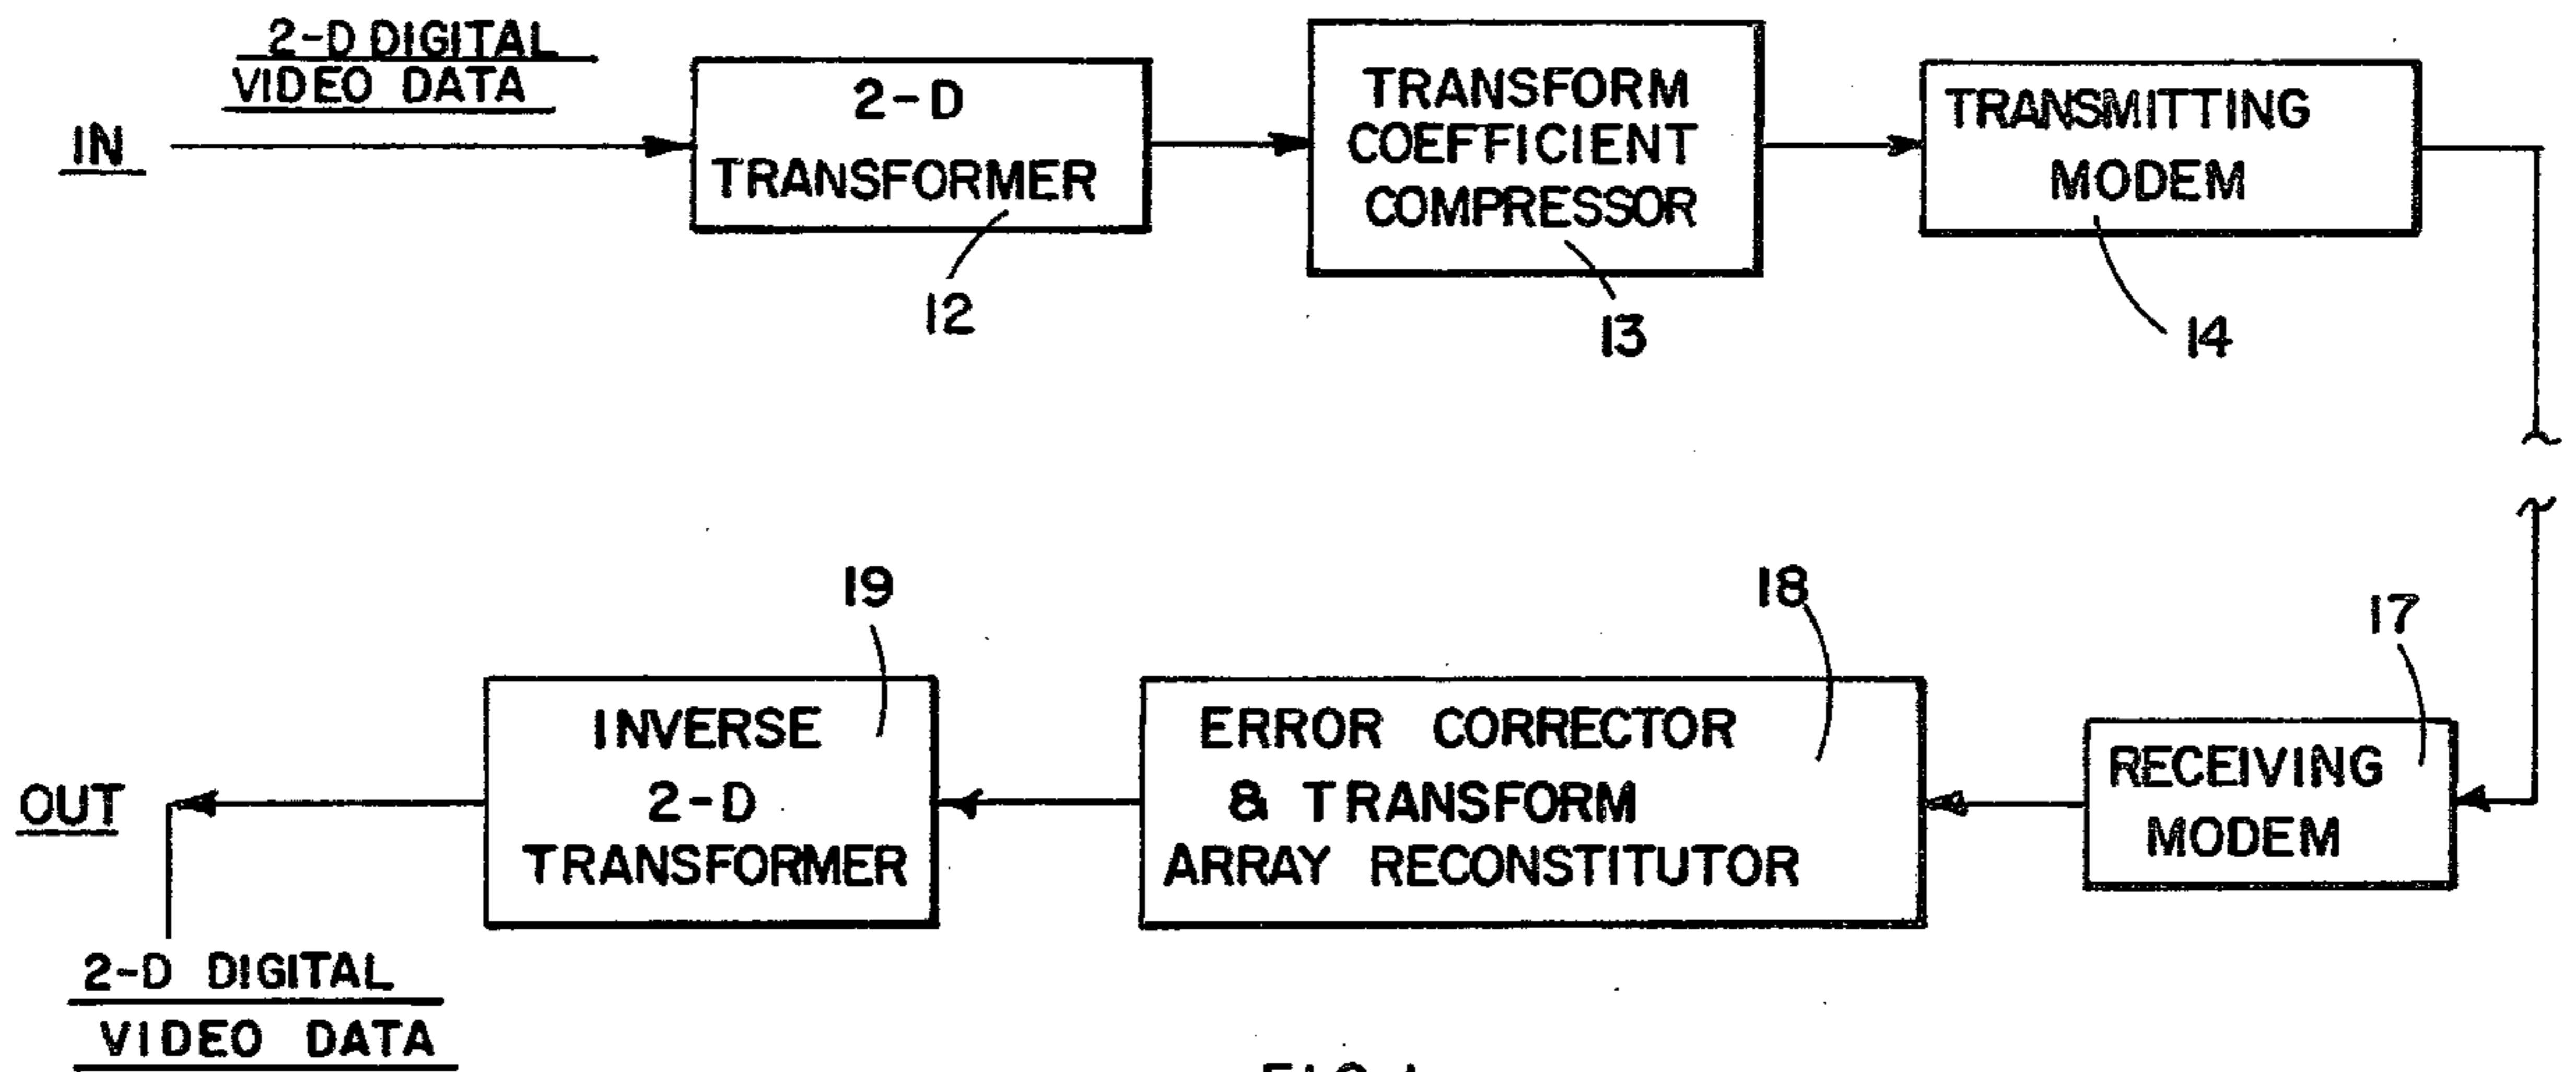 2-D DIGITAL
VIDEO DATA
IN
2-D
TRANSFORMER
12
TRANSFORM
COEFFICIENT
COMPRESSOR
13
TRANSMITTING
MODEM
14
17
RECEIVING
MODEM
18
ERROR CORRECTOR
& TRANSFORM
ARRAY RECONSTITUTOR
19
INVERSE
2-D
TRANSFORMER
OUT
2-D DIGITAL
VIDEO DATA